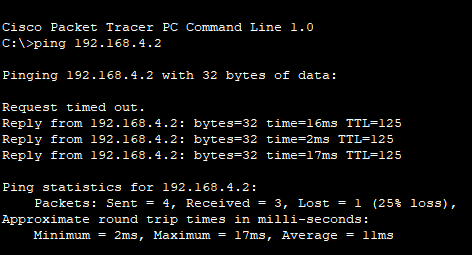 Cisco Packet Tracer PC Command Line 1.0
C:\>ping 192.168.4.2
Pinging 192.168.4.2 with 32 bytes of data:
Request timed out.
Reply from 192.168.4.2: bytes=32 time=16ms TTL=125
Reply from 192.168.4.2: bytes=32 time=2ms TTL=125
Reply from 192.168.4.2: bytes=32 time=17ms TTL=125
Ping statistics for 192.168.4.2:
    Packets: Sent = 4, Received = 3, Lost = 1 (25% loss),
Approximate round trip times in milli-seconds:
    Minimum = 2ms, Maximum = 17ms, Average = 11ms